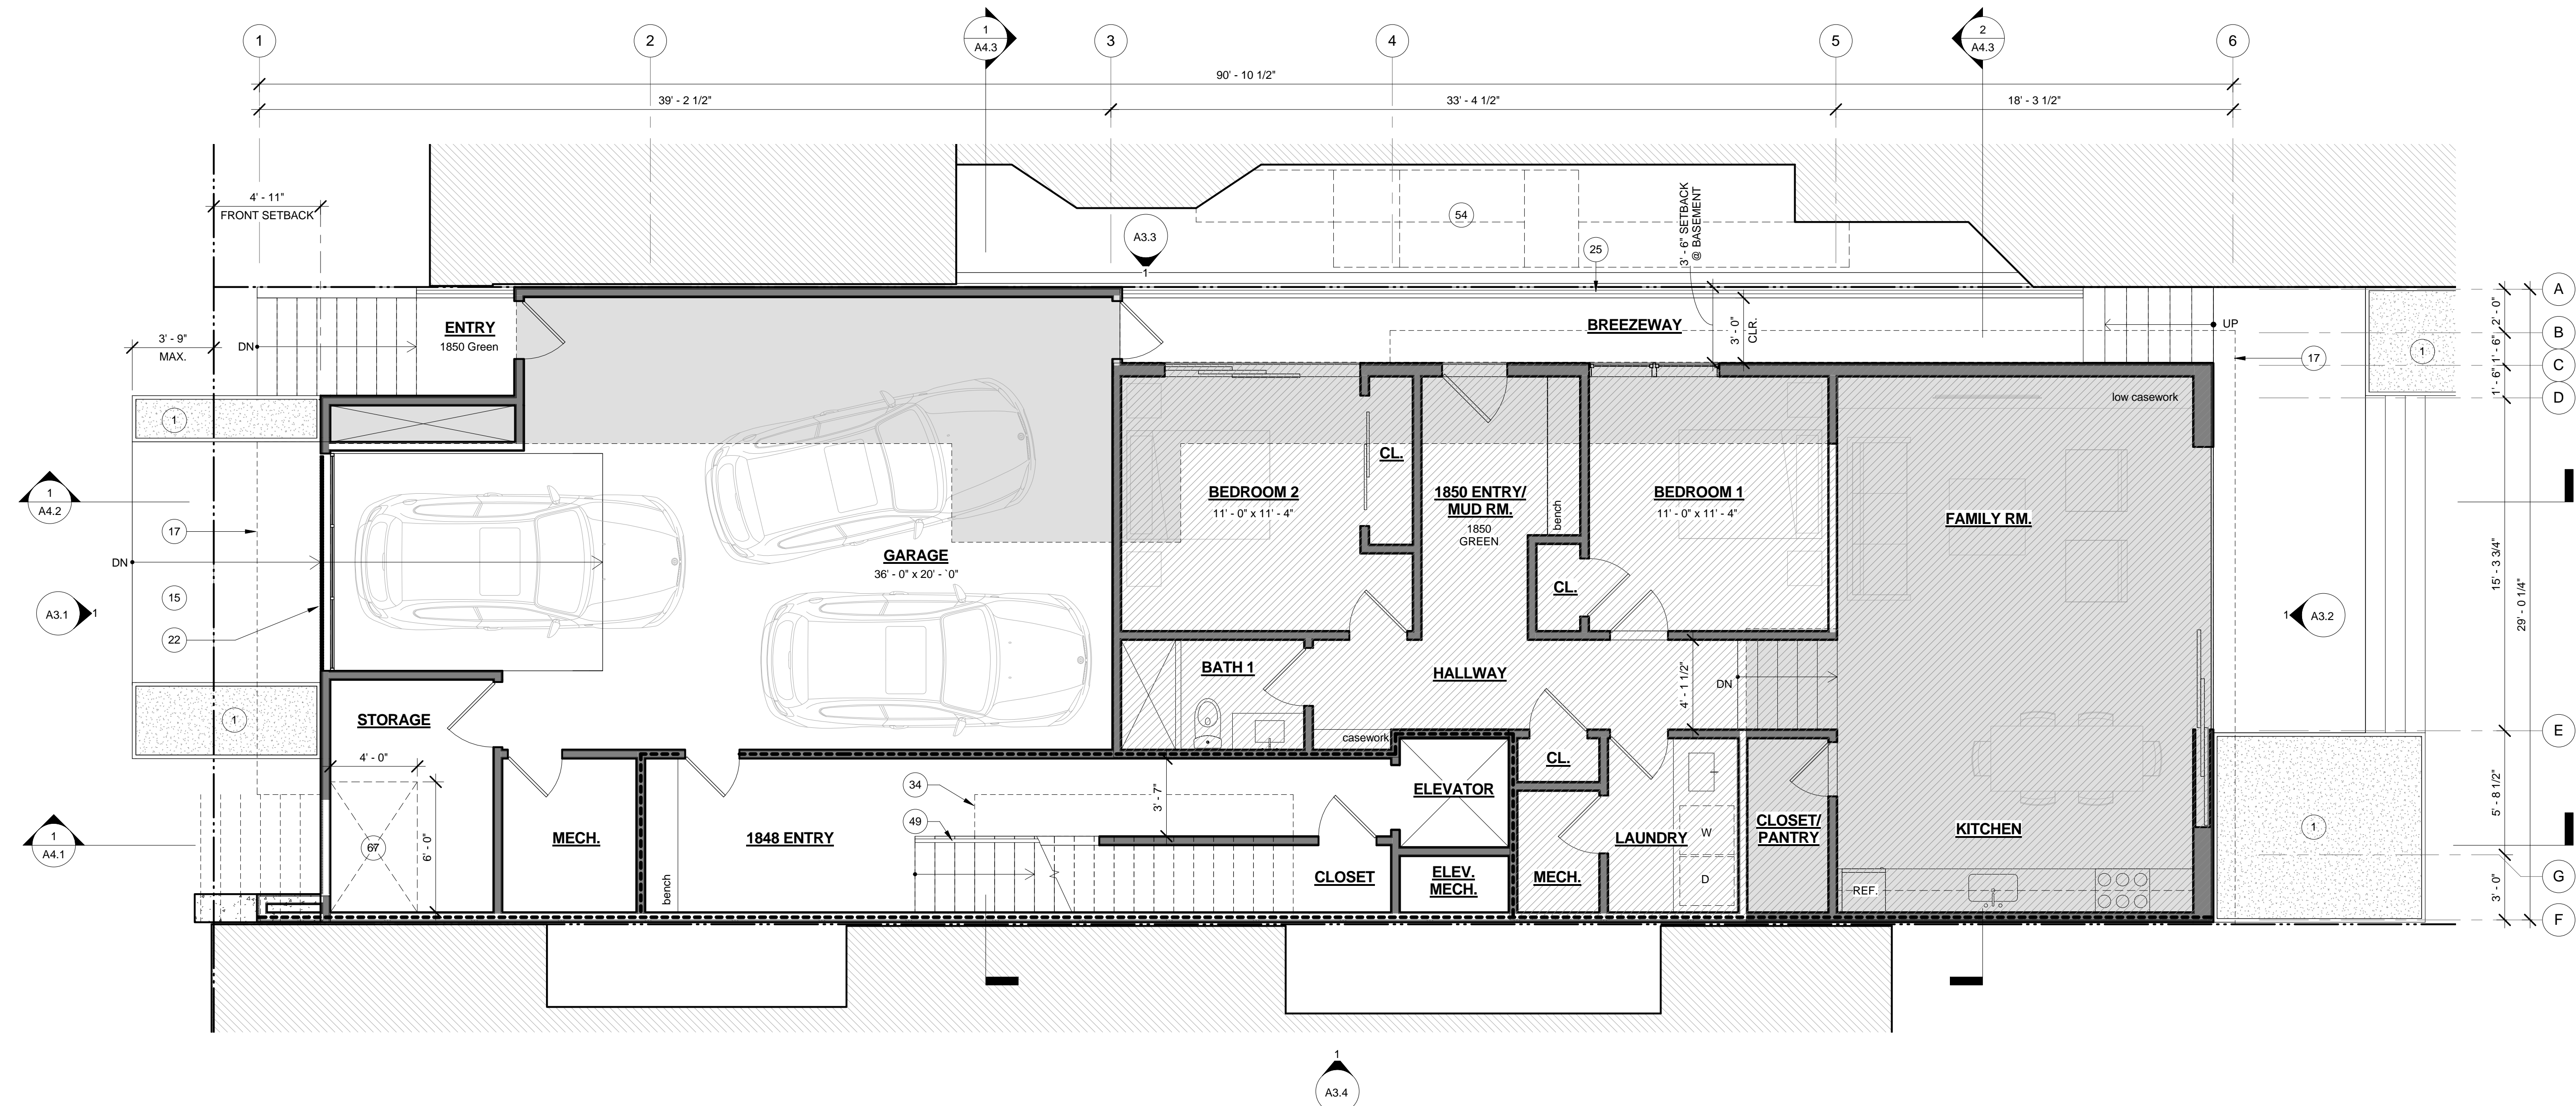 1
2
1
A4.3
3
4
5
2
A4.3
6
90' - 10 1/2"
39' - 2 1/2"
33' - 4 1/2"
18' - 3 1/2"
4' - 11"
FRONT SETBACK
54
A3.3
1
25
3' - 6" SETBACK
@ BASEMENT
3' - 0"
CLR.
ENTRY
1850 Green
DN
BREEZEWAY
UP
17
1
A
B
C
D
2' - 0"
1' - 6"
1' - 6"
3' - 9"
MAX.
1
low casework
CL.
BEDROOM 2
11' - 0" x 11' - 4"
1850 ENTRY/
MUD RM.
1850
GREEN
bench
BEDROOM 1
11' - 0" x 11' - 4"
FAMILY RM.
1
A4.2
17
GARAGE
36' - 0" x 20' - `0"
DN
15
A3.1
1
22
CL.
1
A3.2
15' - 3 3/4"
29' - 0 1/4"
BATH 1
HALLWAY
4' - 1 1/2"
DN
STORAGE
1
casework
E
4' - 0"
6' - 0"
67
MECH.
1848 ENTRY
bench
34
49
3' - 7"
ELEVATOR
CL.
CLOSET
ELEV.
MECH.
MECH.
LAUNDRY
W
D
CLOSET/
PANTRY
KITCHEN
REF.
1
1
A4.1
5' - 8 1/2"
3' - 0"
G
F
1
A3.4